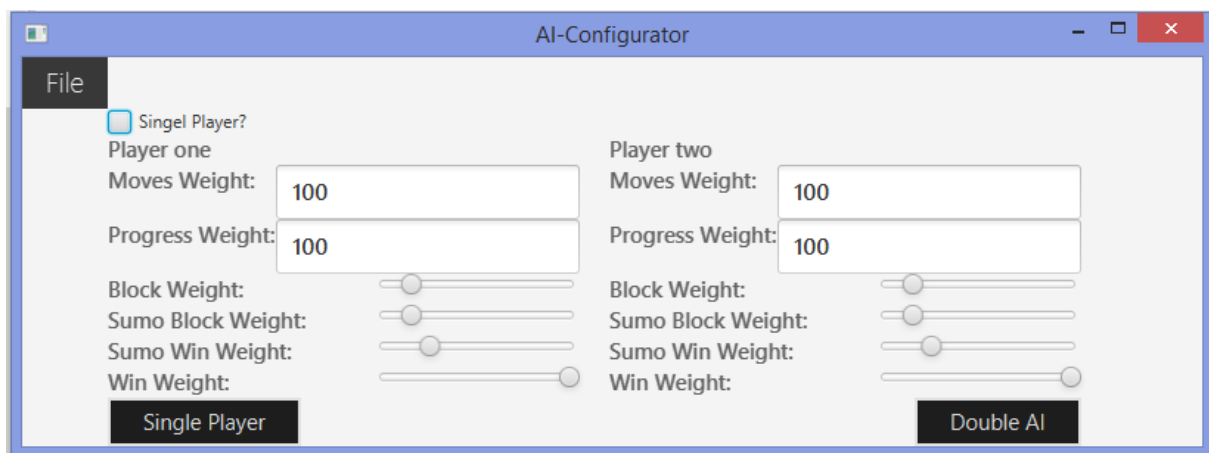 AI-Configurator
File
Singel Player?
Player one Player two
Moves Weight: 100 Moves Weight: 100
Progress Weight: 100 Progress Weight: 100
Block Weight: Block Weight:
Sumo Block Weight: Sumo Block Weight:
Sumo Win Weight: Sumo Win Weight:
Win Weight: Win Weight:
Single Player Double AI